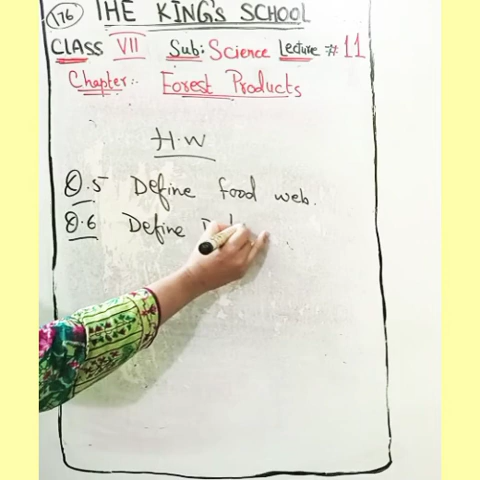 176 THE KING'S SCHOOL
CLASS VII Sub: Science Lecture # 11
Chapter:- Forest Products
H.W
Q.5 Define food web.
Q.6 Define